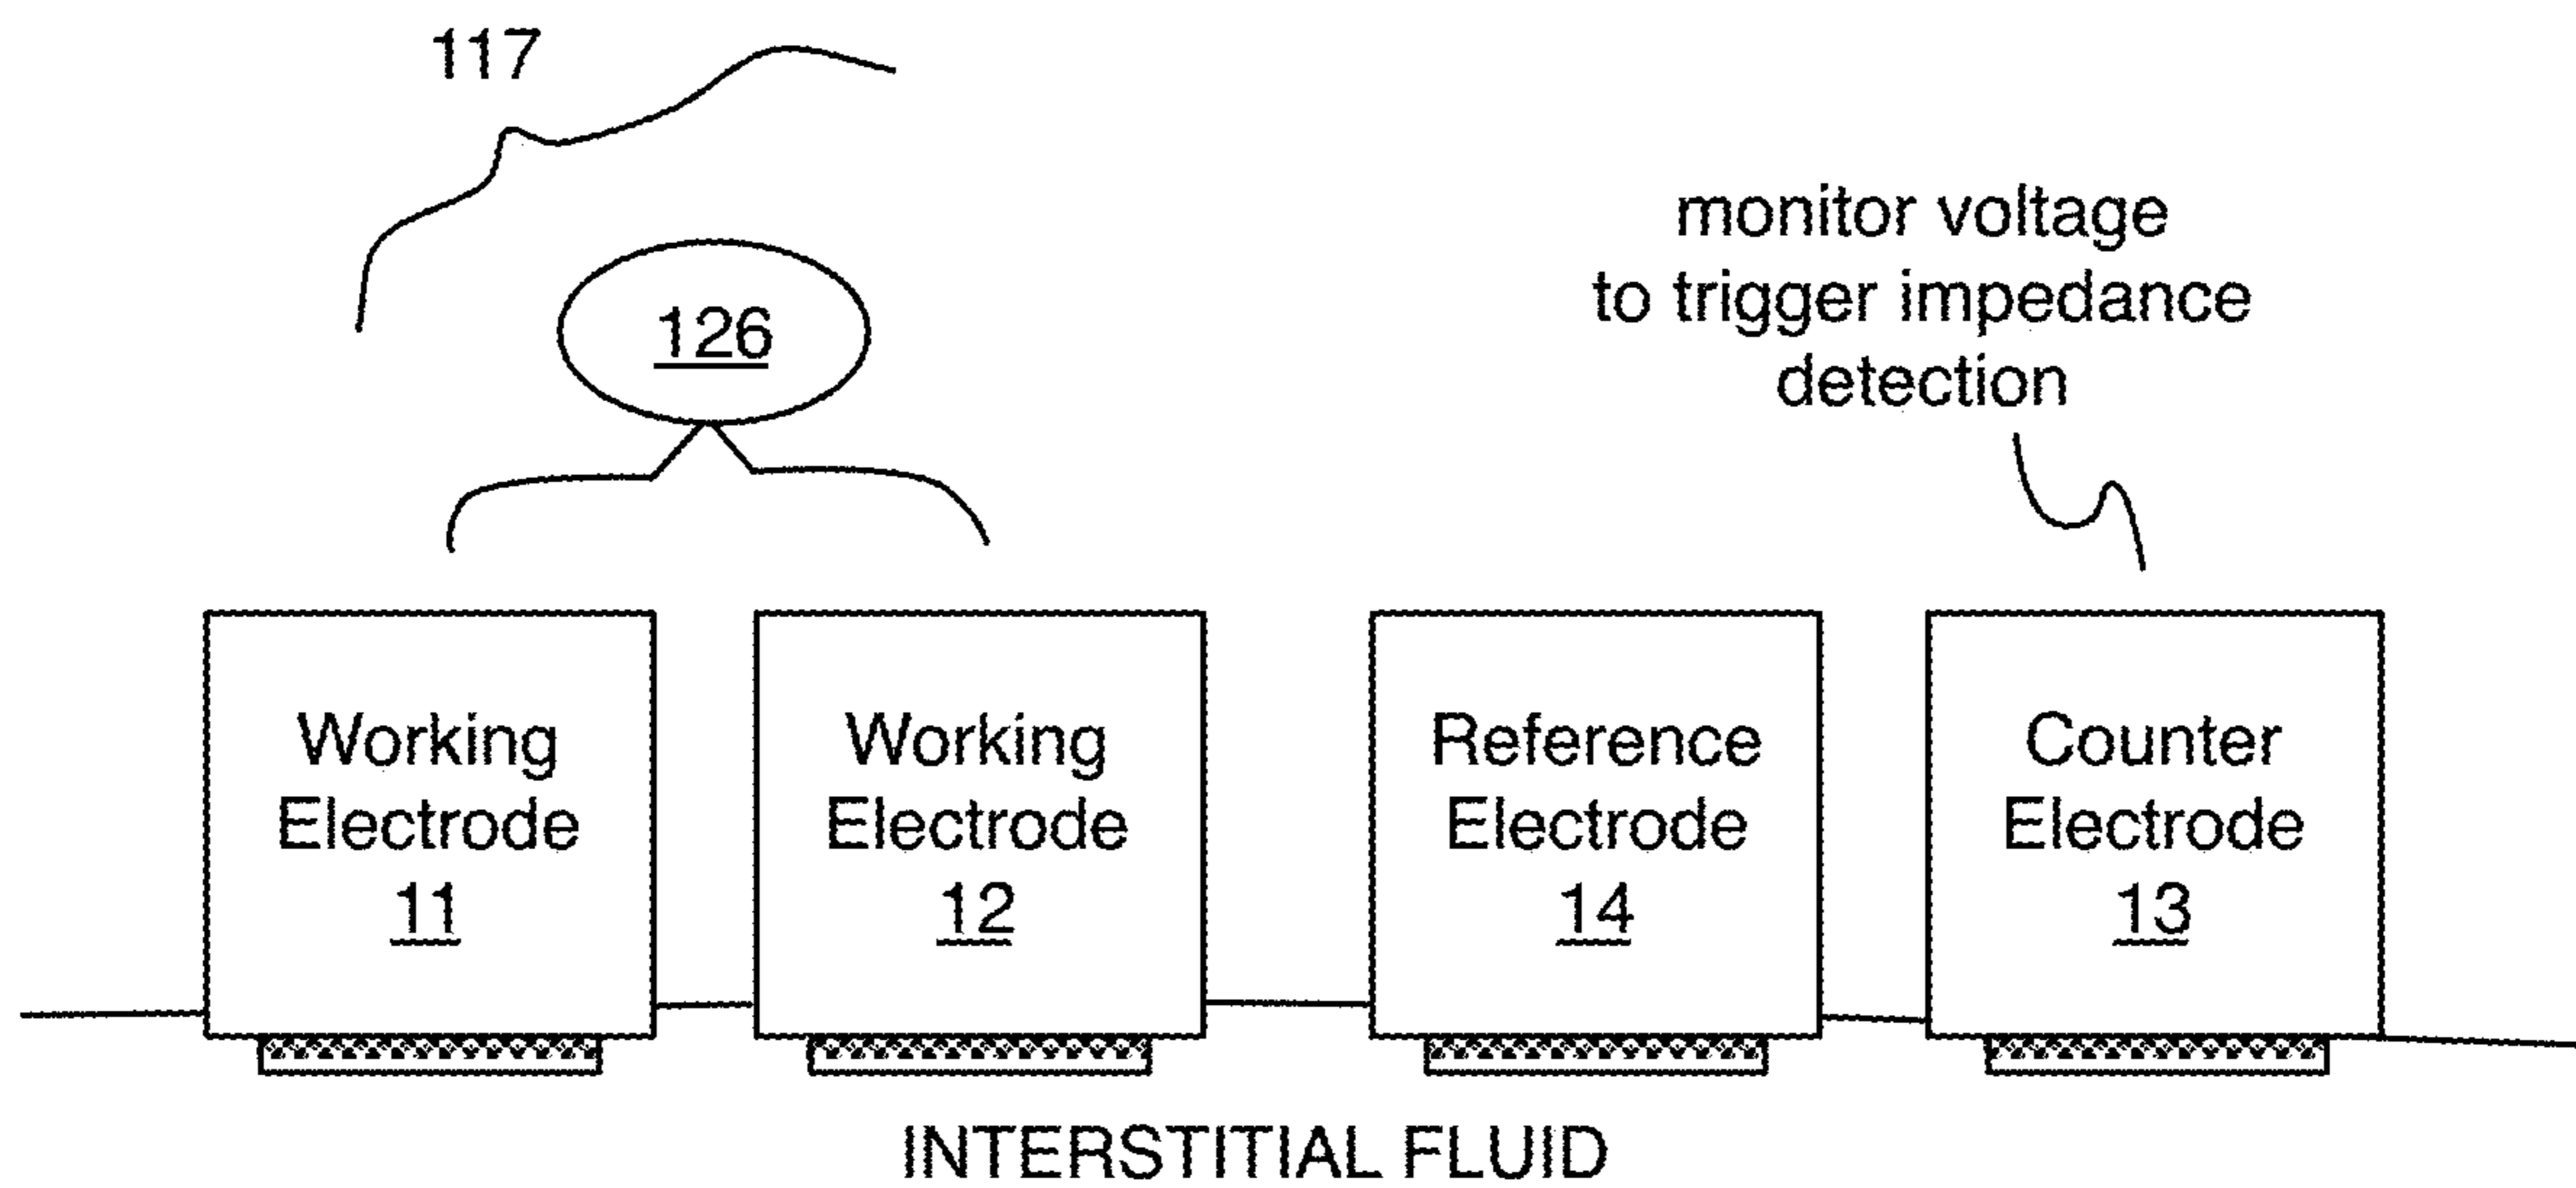 117
126
monitor voltage
to trigger impedance
detection
Working
Electrode
11
Working
Electrode
12
Reference
Electrode
14
Counter
Electrode
13
INTERSTITIAL FLUID